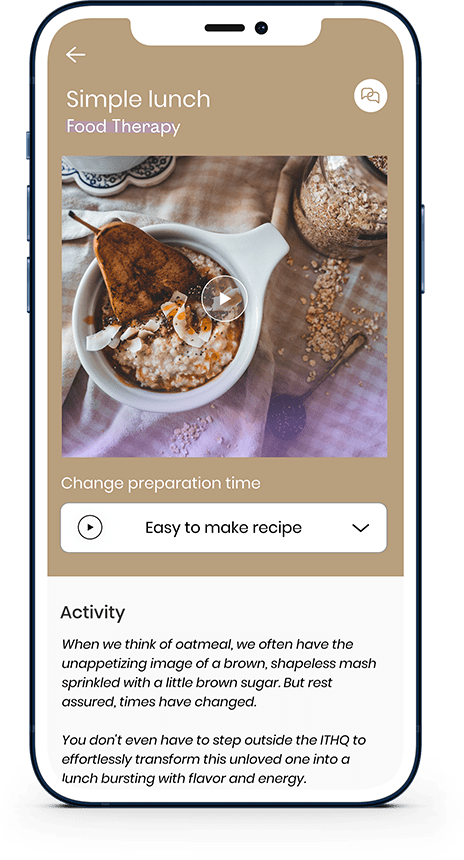 Simple lunch
Food Therapy
Change preparation time
Easy to make recipe
Activity
When we think of oatmeal, we often have the
unappetizing image of a brown, shapeless mash
sprinkled with a little brown sugar. But rest
assured, times have changed.
You don't even have to step outside the ITHQ to
effortlessly transform this unloved one into a
lunch bursting with flavor and energy.